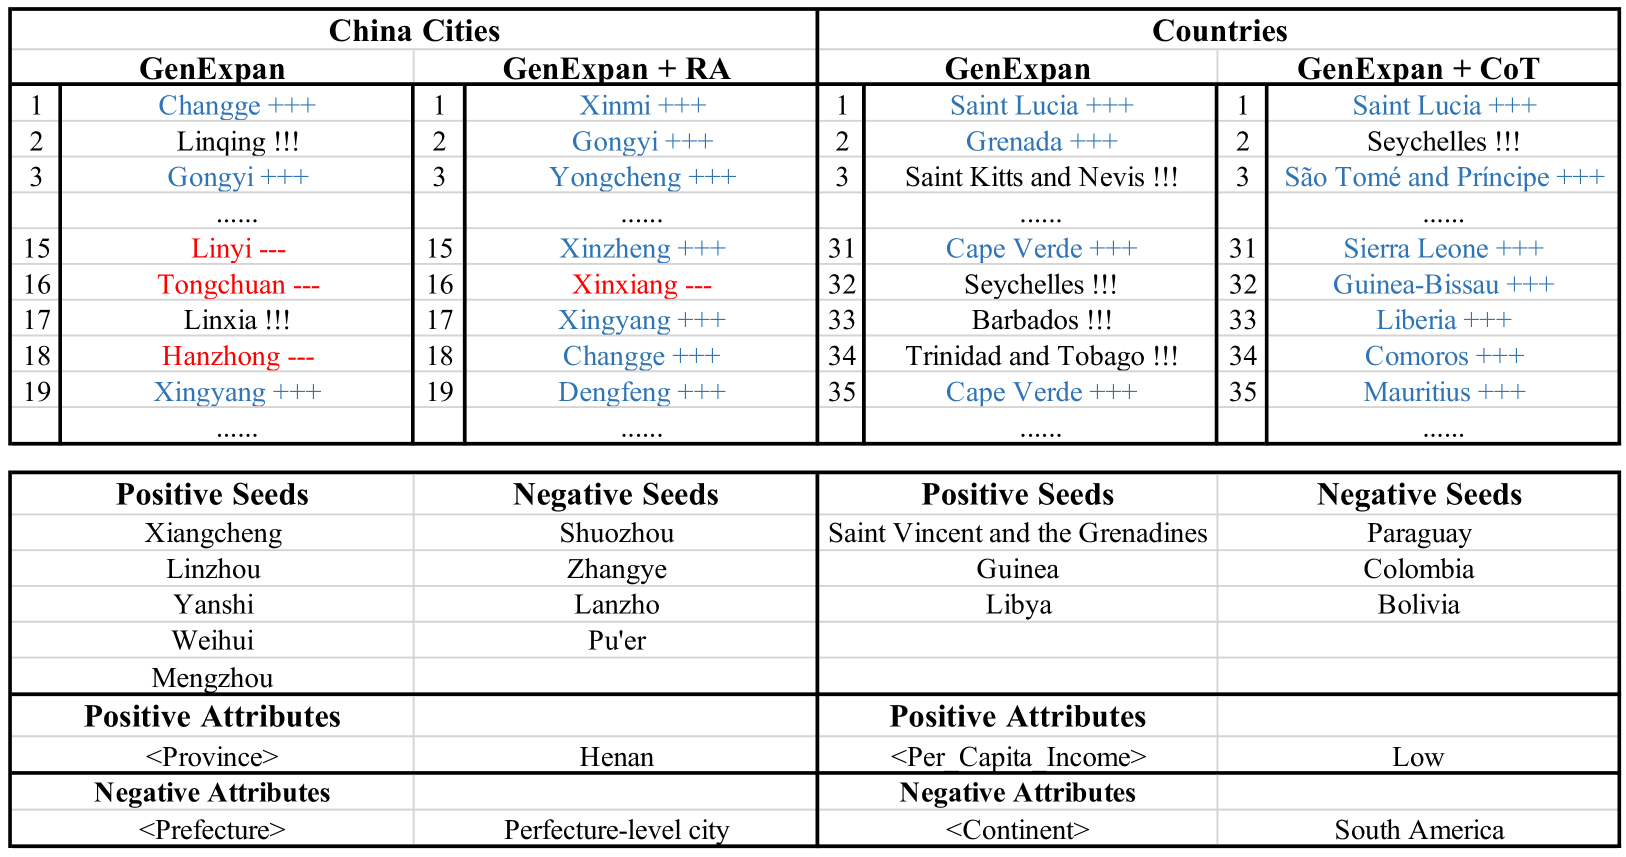 China Cities Countries
GenExpan GenExpan + RA GenExpan GenExpan + CoT
1 Changge +++ 1 Xinmi +++ 1 Saint Lucia +++ 1 Saint Lucia +++
2 Linqing !!! 2 Gongyi +++ 2 Grenada +++ 2 Seychelles !!!
3 Gongyi +++ 3 Yongcheng +++ 3 Saint Kitts and Nevis !!! 3 São Tomé and Príncipe +++
...... ...... ...... ......
15 Linyi --- 15 Xinzheng +++ 31 Cape Verde +++ 31 Sierra Leone +++
16 Tongchuan --- 16 Xinxiang --- 32 Seychelles !!! 32 Guinea-Bissau +++
17 Linxia !!! 17 Xingyang +++ 33 Barbados !!! 33 Liberia +++
18 Hanzhong --- 18 Changge +++ 34 Trinidad and Tobago !!! 34 Comoros +++
19 Xingyang +++ 19 Dengfeng +++ 35 Cape Verde +++ 35 Mauritius +++
...... ...... ...... ......
Positive Seeds Negative Seeds Positive Seeds Negative Seeds
Xiangcheng Shuozhou Saint Vincent and the Grenadines Paraguay
Linzhou Zhangye Guinea Colombia
Yanshi Lanzho Libya Bolivia
Weihui Pu'er
Mengzhou
Positive Attributes Positive Attributes
<Province> Henan <Per_Capita_Income> Low
Negative Attributes Negative Attributes
<Prefecture> Perfecture-level city <Continent> South America